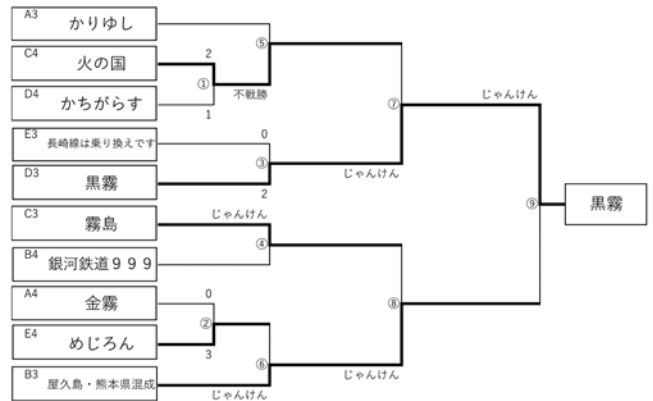 A3 かりゆし
⑤
C4 火の国 2
① 不戦勝
D4 かちがらす 1
⑦ じゃんけん
E3 長崎線は乗り換えです 0
③ じゃんけん
D3 黒霧 2
⑨ 黒霧
C3 霧島 じゃんけん
④
B4 銀河鉄道９９９
A4 金霧 0
⑧
②
E4 めじろん 3
⑥ じゃんけん
B3 屋久島・熊本県混成 じゃんけん